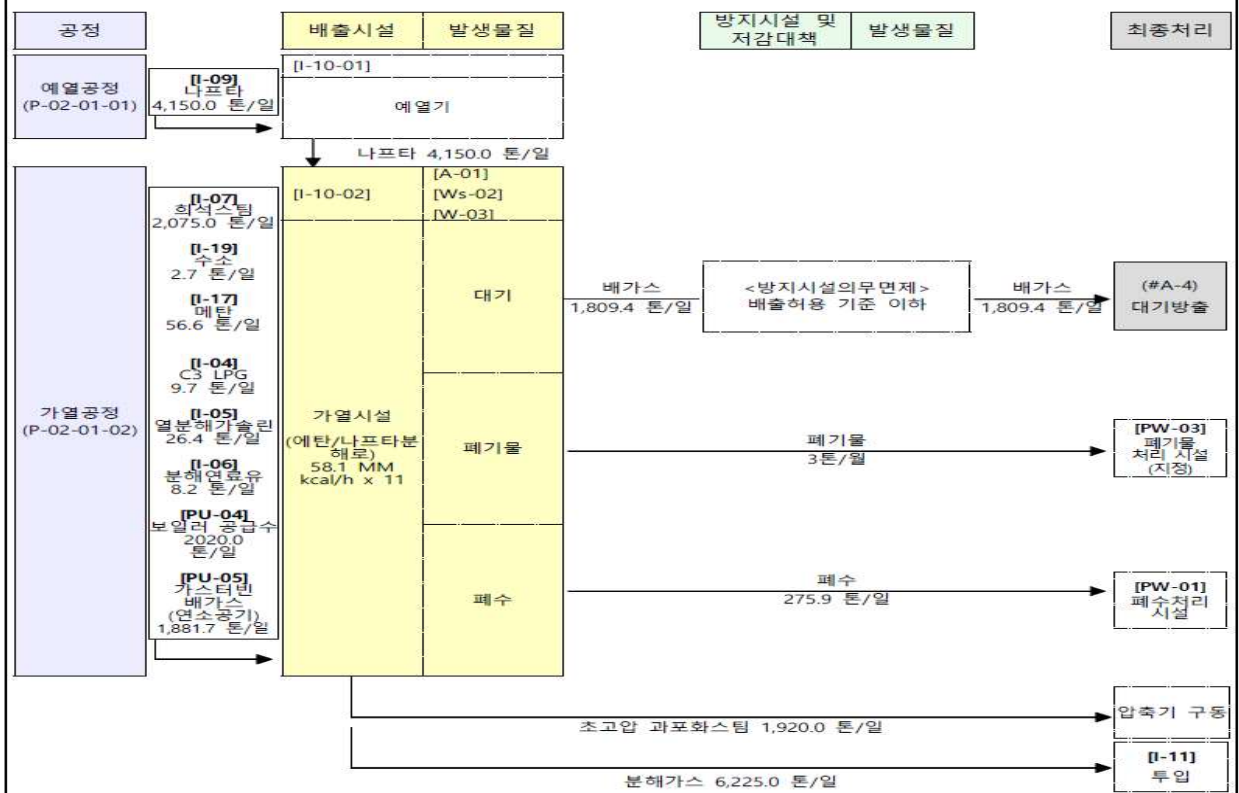 공정
배출시설
발생물질
방지시설 및
저감대책
발생물질
최종처리
예열공정
(P-02-01-01)
[I-09]
나프타
4,150.0 톤/일
[I-10-01]
예열기
나프타 4,150.0 톤/일
가열공정
(P-02-01-02)
[I-07]
희석스팀
2,075.0 톤/일
[I-19]
수소
2.7 톤/일
[I-17]
메탄
56.6 톤/일
[I-04]
C3 LPG
9.7 톤/일
[I-05]
열분해가솔린
26.4 톤/일
[I-06]
분해연료유
8.2 톤/일
[PU-04]
보일러 공급수
2020.0
톤/일
[PU-05]
가스터빈
배가스
(연소공기)
1,881.7 톤/일
[I-10-02]
가열시설
(에탄/나프타분
해로)
58.1 MM
kcal/h x 11
[A-01]
[Ws-02]
[W-03]
대기
배가스
1,809.4 톤/일
<방지시설의무면제>
배출허용 기준 이하
배가스
1,809.4 톤/일
(#A-4)
대기방출
폐기물
폐기물
3톤/월
[PW-03]
폐기물
처리 시설
(지정)
폐수
폐수
275.9 톤/일
[PW-01]
폐수처리
시설
초고압 과포화스팀 1,920.0 톤/일
압축기 구동
분해가스 6,225.0 톤/일
[I-11]
투입